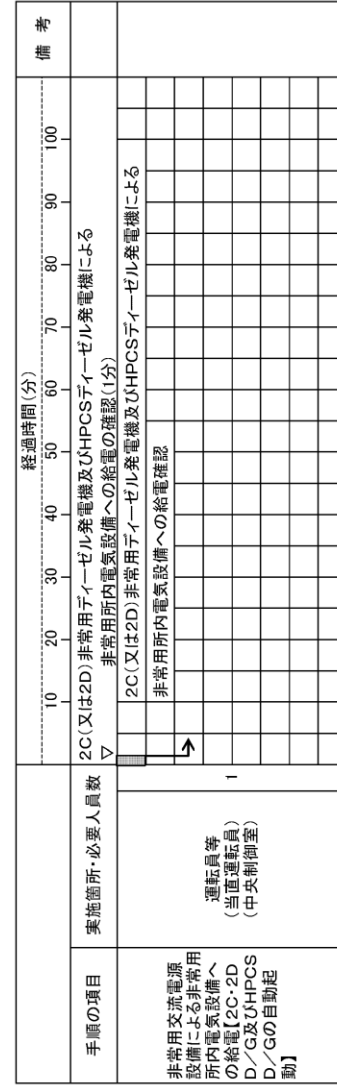 手順の項目
実施箇所・必要人員数
経過時間(分)
10 20 30 40 50 60 70 80 90 100
備 考
2C(又は2D)非常用ディーゼル発電機及びHPCSディーゼル発電機による
非常用所内電気設備への給電の確認(1分)
▽
非常用交流電源
設備による非常用
所内電気設備へ
の給電【2C・2D
D/G及びHPCS
D/Gの自動起
動】
運転員等
(当直運転員)
(中央制御室)
1
2C(又は2D)非常用ディーゼル発電機及びHPCSディーゼル発電機による
非常用所内電気設備への給電確認